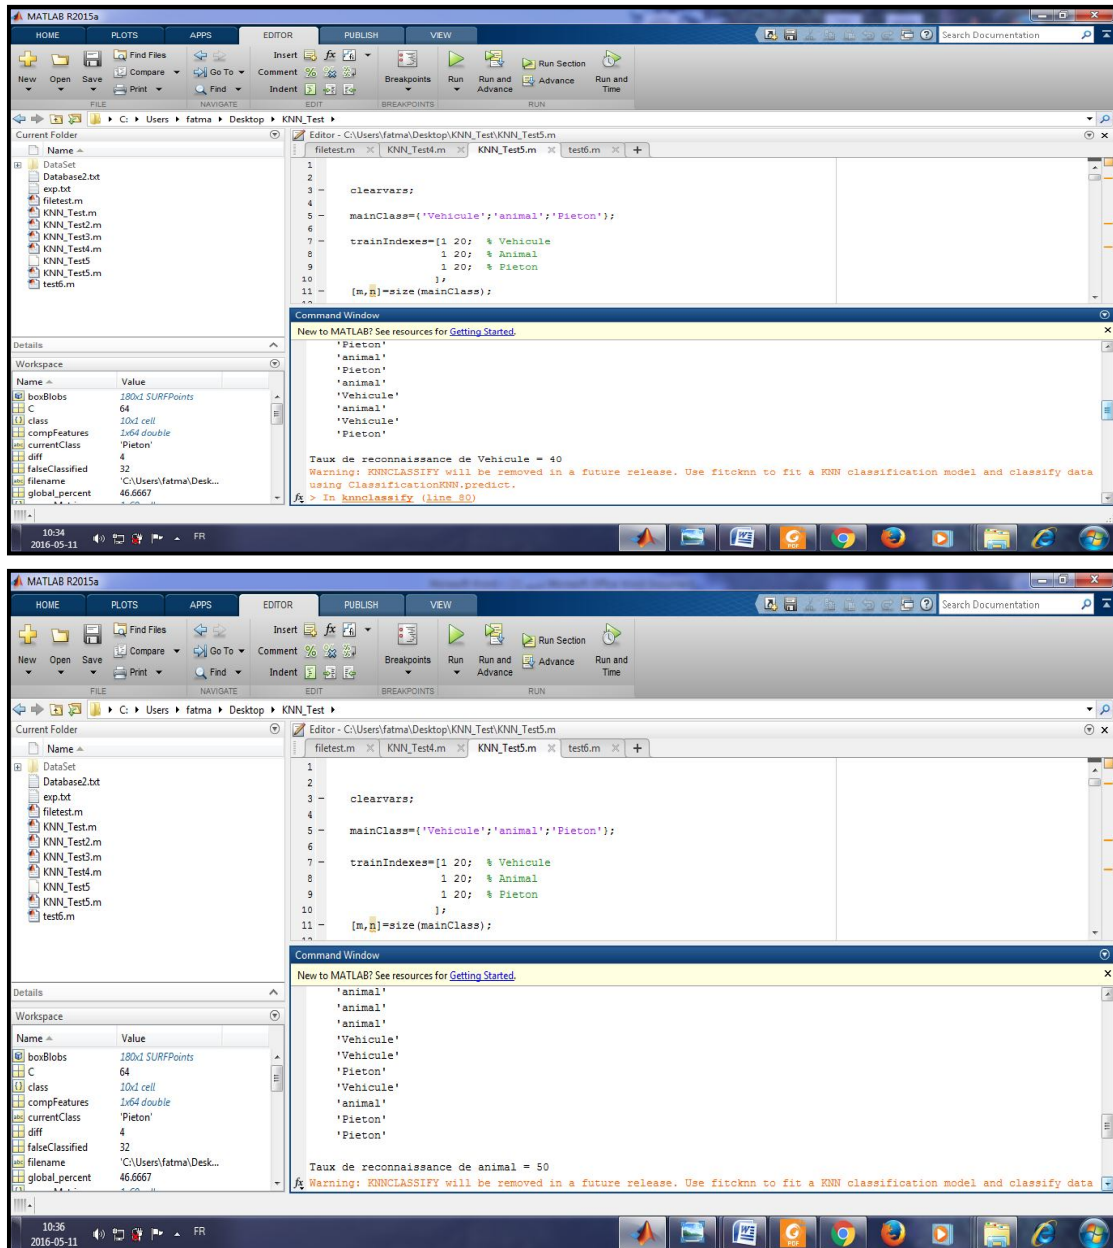 MATLAB R2015a
HOME PLOTS APPS EDITOR PUBLISH VIEW Search Documentation
New Open Save Find Files Compare Print Go To Find Insert Comment Indent fx Breakpoints Run Run and Advance Run Section Advance Run and Time
FILE NAVIGATE EDIT BREAKPOINTS RUN
C: Users fatma Desktop KNN_Test
Current Folder
Name
DataSet
Database2.txt
exp.txt
filetest.m
KNN_Test.m
KNN_Test2.m
KNN_Test3.m
KNN_Test4.m
KNN_Test5
KNN_Test5.m
test6.m
Details
Workspace
Name Value
boxBlobs 180x1 SURFPoints
C 64
class 10x1 cell
compFeatures 1x64 double
currentClass 'Pieton'
diff 4
falseClassified 32
filename 'C:\Users\fatma\Desk...
global_percent 46.6667
Editor - C:\Users\fatma\Desktop\KNN_Test\KNN_Test5.m
filetest.m KNN_Test4.m KNN_Test5.m test6.m
1
2
3 - clearvars;
4
5 - mainClass={'Vehicule';'animal';'Pieton'};
6
7 - trainIndexes=[1 20; % Vehicule
8 1 20; % Animal
9 1 20; % Pieton
10 ];
11 - [m,n]=size(mainClass);
Command Window
New to MATLAB? See resources for Getting Started.
'Pieton'
'animal'
'Pieton'
'animal'
'Vehicule'
'animal'
'Vehicule'
'Pieton'
Taux de reconnaissance de Vehicule = 40
Warning: KNNCLASSIFY will be removed in a future release. Use fitcknn to fit a KNN classification model and classify data
using ClassificationKNN.predict.
fx > In knnclassify (line 80)
10:34
2016-05-11
FR
MATLAB R2015a
HOME PLOTS APPS EDITOR PUBLISH VIEW Search Documentation
New Open Save Find Files Compare Print Go To Find Insert Comment Indent fx Breakpoints Run Run and Advance Run Section Advance Run and Time
FILE NAVIGATE EDIT BREAKPOINTS RUN
C: Users fatma Desktop KNN_Test
Current Folder
Name
DataSet
Database2.txt
exp.txt
filetest.m
KNN_Test.m
KNN_Test2.m
KNN_Test3.m
KNN_Test4.m
KNN_Test5
KNN_Test5.m
test6.m
Details
Workspace
Name Value
boxBlobs 180x1 SURFPoints
C 64
class 10x1 cell
compFeatures 1x64 double
currentClass 'Pieton'
diff 4
falseClassified 32
filename 'C:\Users\fatma\Desk...
global_percent 46.6667
Editor - C:\Users\fatma\Desktop\KNN_Test\KNN_Test5.m
filetest.m KNN_Test4.m KNN_Test5.m test6.m
1
2
3 - clearvars;
4
5 - mainClass={'Vehicule';'animal';'Pieton'};
6
7 - trainIndexes=[1 20; % Vehicule
8 1 20; % Animal
9 1 20; % Pieton
10 ];
11 - [m,n]=size(mainClass);
Command Window
New to MATLAB? See resources for Getting Started.
'animal'
'animal'
'animal'
'Vehicule'
'Vehicule'
'Pieton'
'Vehicule'
'animal'
'Pieton'
'Pieton'
Taux de reconnaissance de animal = 50
fx Warning: KNNCLASSIFY will be removed in a future release. Use fitcknn to fit a KNN classification model and classify data
10:36
2016-05-11
FR